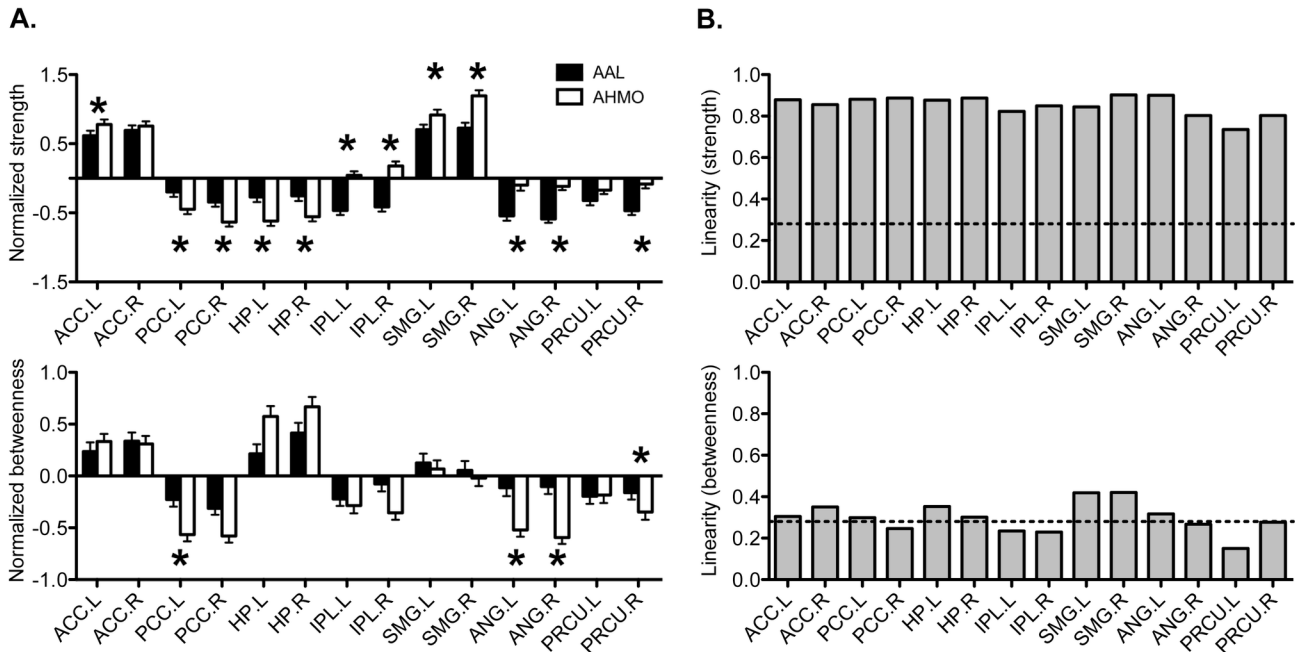 A.
Normalized strength
1.5
0.5
-0.5
-1.5
* * * * *
* * * * * * *
AAL
AHMO
ACC.L ACC.R PCC.L PCC.R HP.L HP.R IPL.L IPL.R SMG.L SMG.R ANG.L ANG.R PRCU.L PRCU.R
Normalized betweenness
1.0
0.5
0.0
-0.5
-1.0
*
* * *
ACC.L ACC.R PCC.L PCC.R HP.L HP.R IPL.L IPL.R SMG.L SMG.R ANG.L ANG.R PRCU.L PRCU.R
B.
Linearity (strength)
1.0
0.8
0.6
0.4
0.2
0.0
ACC.L ACC.R PCC.L PCC.R HP.L HP.R IPL.L IPL.R SMG.L SMG.R ANG.L ANG.R PRCU.L PRCU.R
Linearity (betweenness)
1.0
0.8
0.6
0.4
0.2
0.0
ACC.L ACC.R PCC.L PCC.R HP.L HP.R IPL.L IPL.R SMG.L SMG.R ANG.L ANG.R PRCU.L PRCU.R